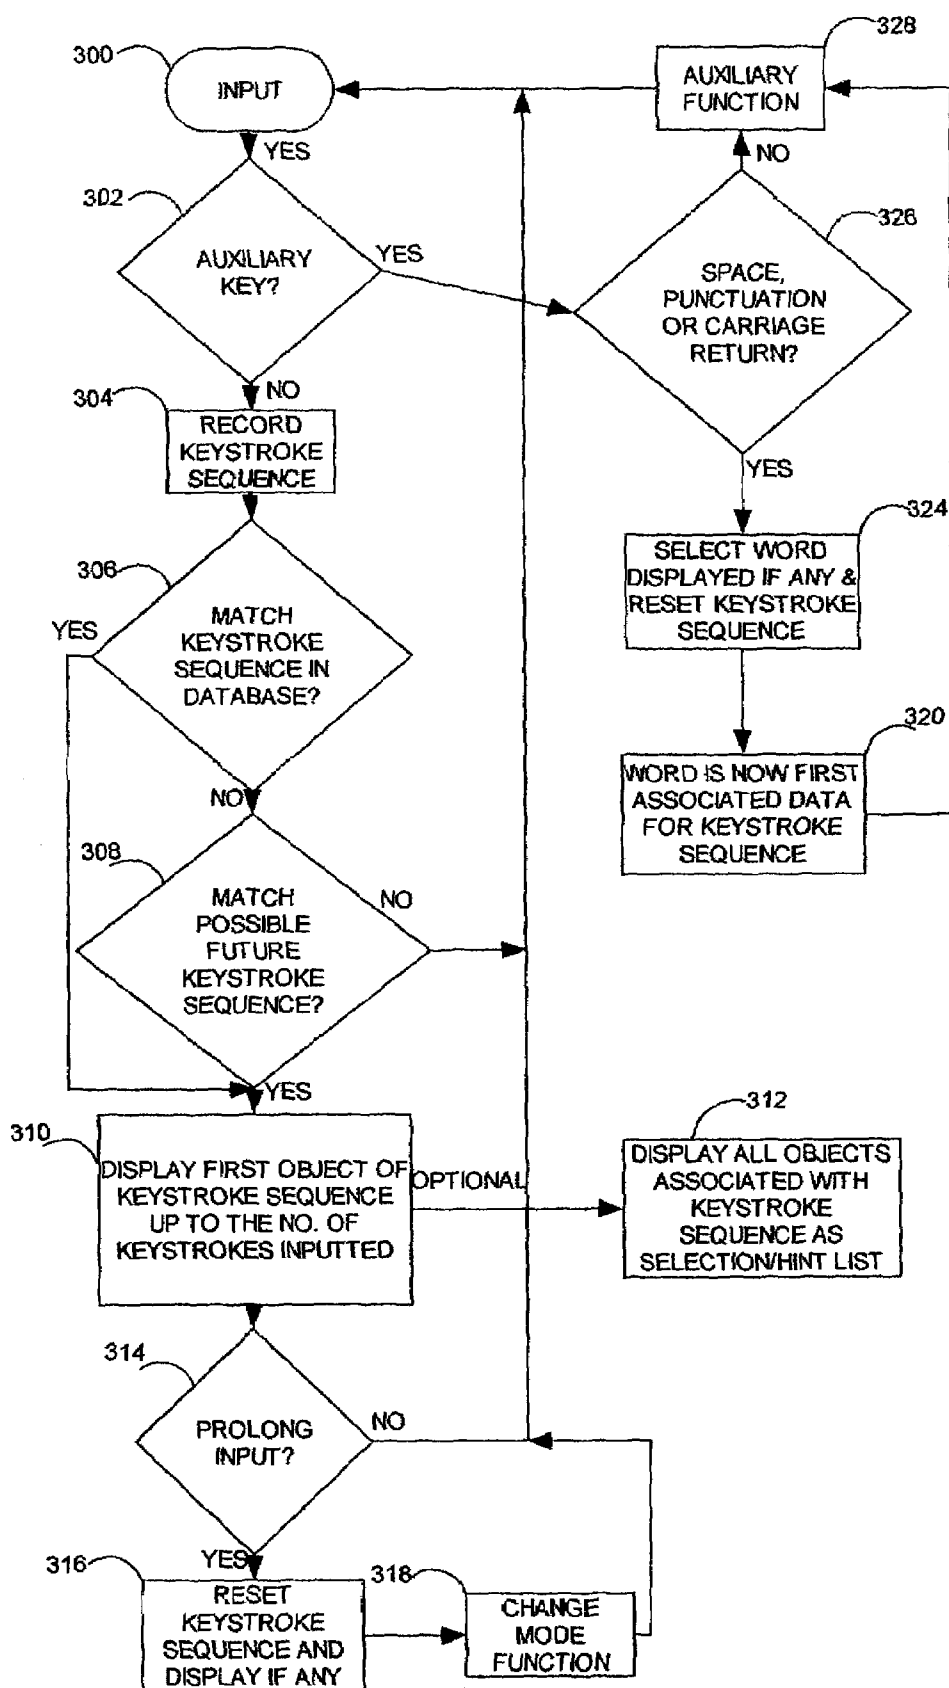 300
INPUT
YES
302
AUXILIARY
KEY?
YES
NO
304
RECORD
KEYSTROKE
SEQUENCE
306
YES
MATCH
KEYSTROKE
SEQUENCE IN
DATABASE?
NO
308
MATCH
POSSIBLE
FUTURE
KEYSTROKE
SEQUENCE?
NO
YES
310
DISPLAY FIRST OBJECT OF
KEYSTROKE SEQUENCE
UP TO THE NO. OF
KEYSTROKES INPUTTED
OPTIONAL
312
DISPLAY ALL OBJECTS
ASSOCIATED WITH
KEYSTROKE
SEQUENCE AS
SELECTION/HINT LIST
314
PROLONG
INPUT?
NO
YES
316
RESET
KEYSTROKE
SEQUENCE AND
DISPLAY IF ANY
318
CHANGE
MODE
FUNCTION
328
AUXILIARY
FUNCTION
NO
326
SPACE,
PUNCTUATION
OR CARRIAGE
RETURN?
YES
324
SELECT WORD
DISPLAYED IF ANY &
RESET KEYSTROKE
SEQUENCE
320
WORD IS NOW FIRST
ASSOCIATED DATA
FOR KEYSTROKE
SEQUENCE